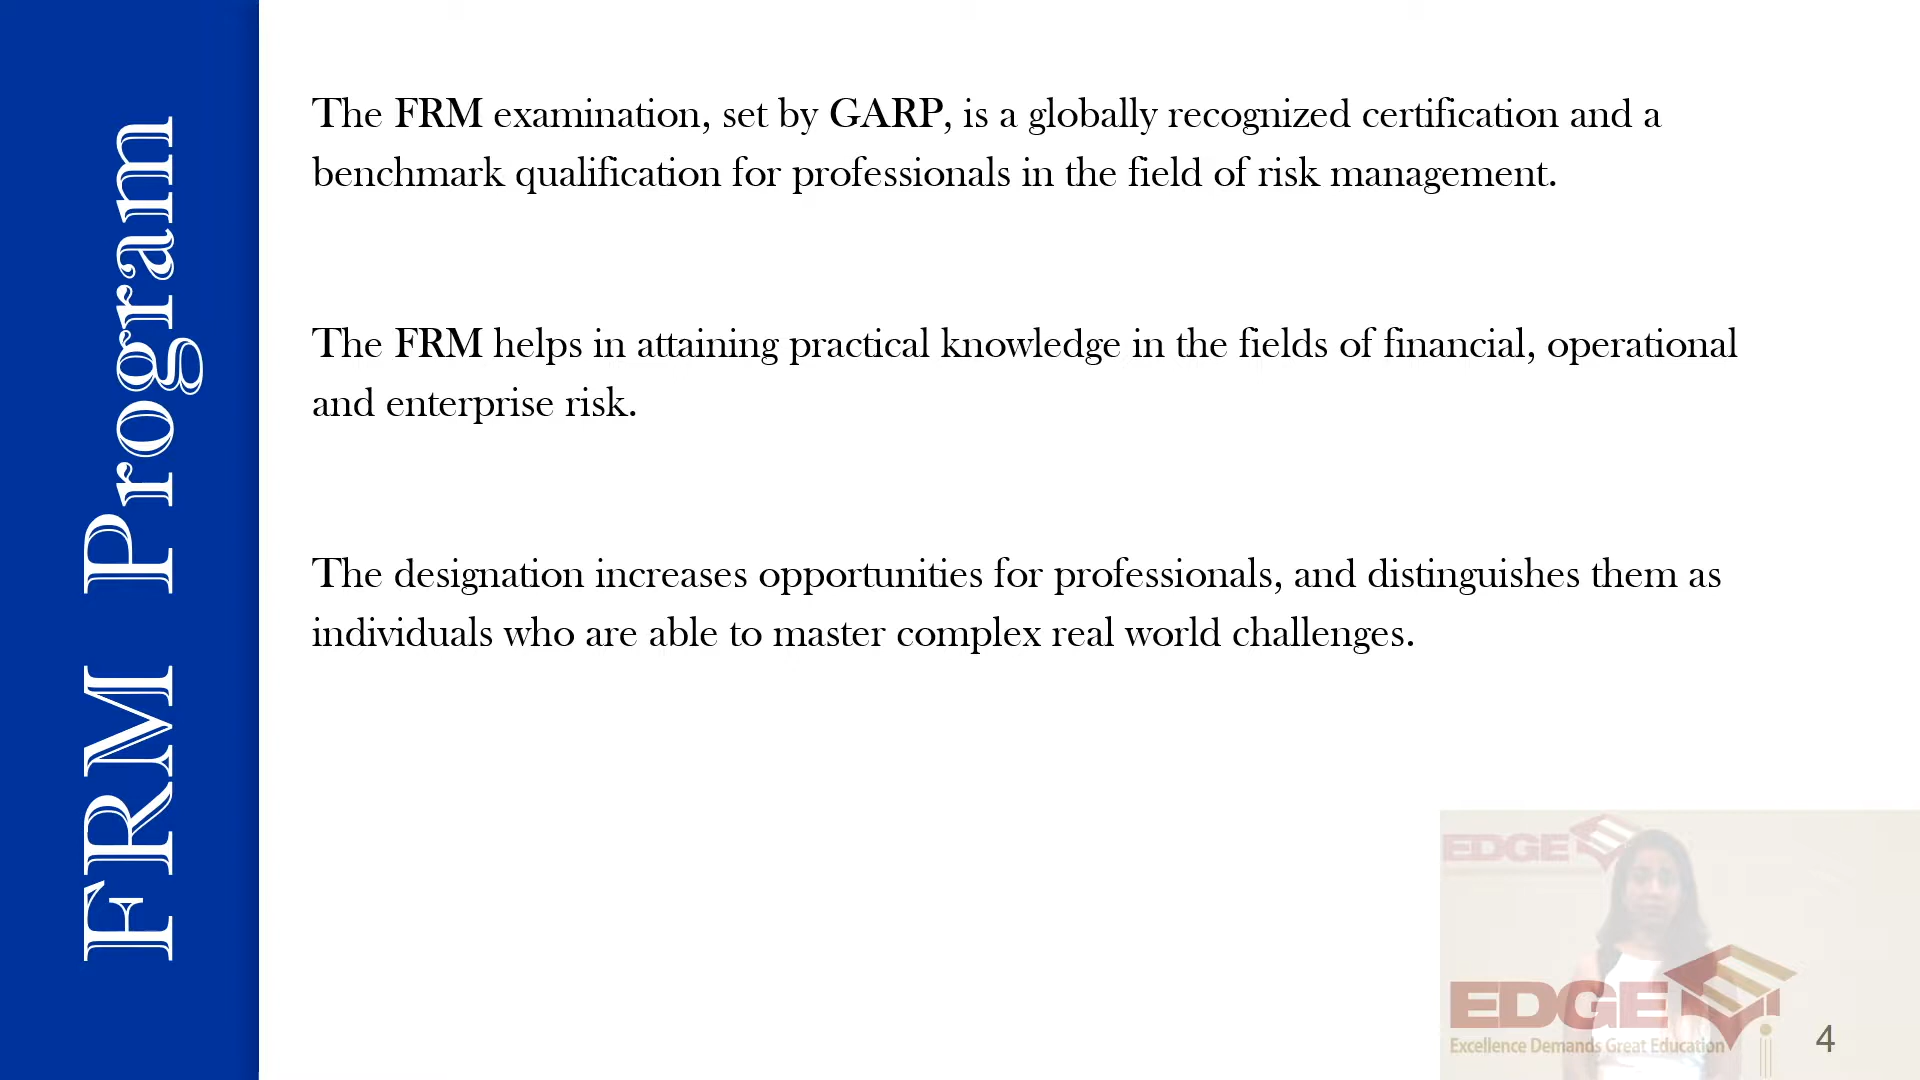 FRM Program
The FRM examination, set by GARP, is a globally recognized certification and a
benchmark qualification for professionals in the field of risk management.
The FRM helps in attaining practical knowledge in the fields of financial, operational
and enterprise risk.
The designation increases opportunities for professionals, and distinguishes them as
individuals who are able to master complex real world challenges.
EDGE
EDGE
Excellence Demands Great Education
4